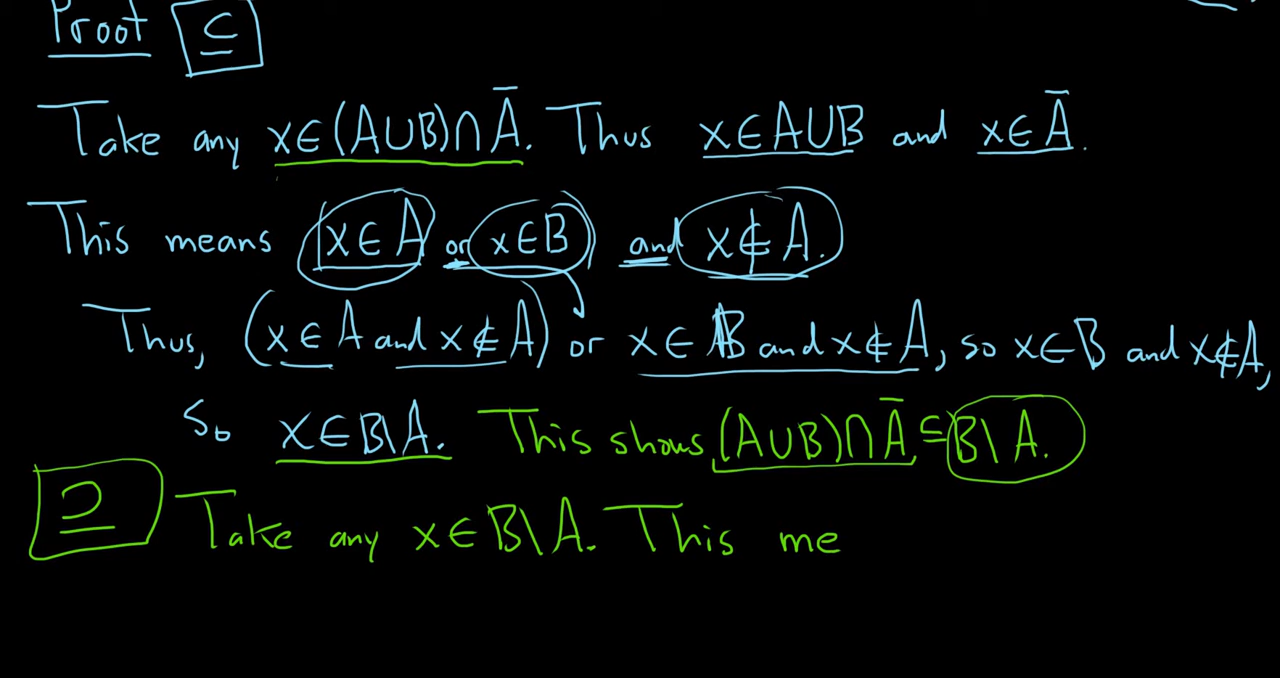 Proof ⊆
Take any x∈(A∪B)∩Ā. Thus x∈A∪B and x∈Ā.
This means x∈A or x∈B and x∉A.
Thus, (x∈A and x∉A) or x∈B and x∉A, so x∈B and x∉A,
So x∈B\A. This shows (A∪B)∩Ā ⊆ B\A.
⊇ Take any x∈B\A. This me